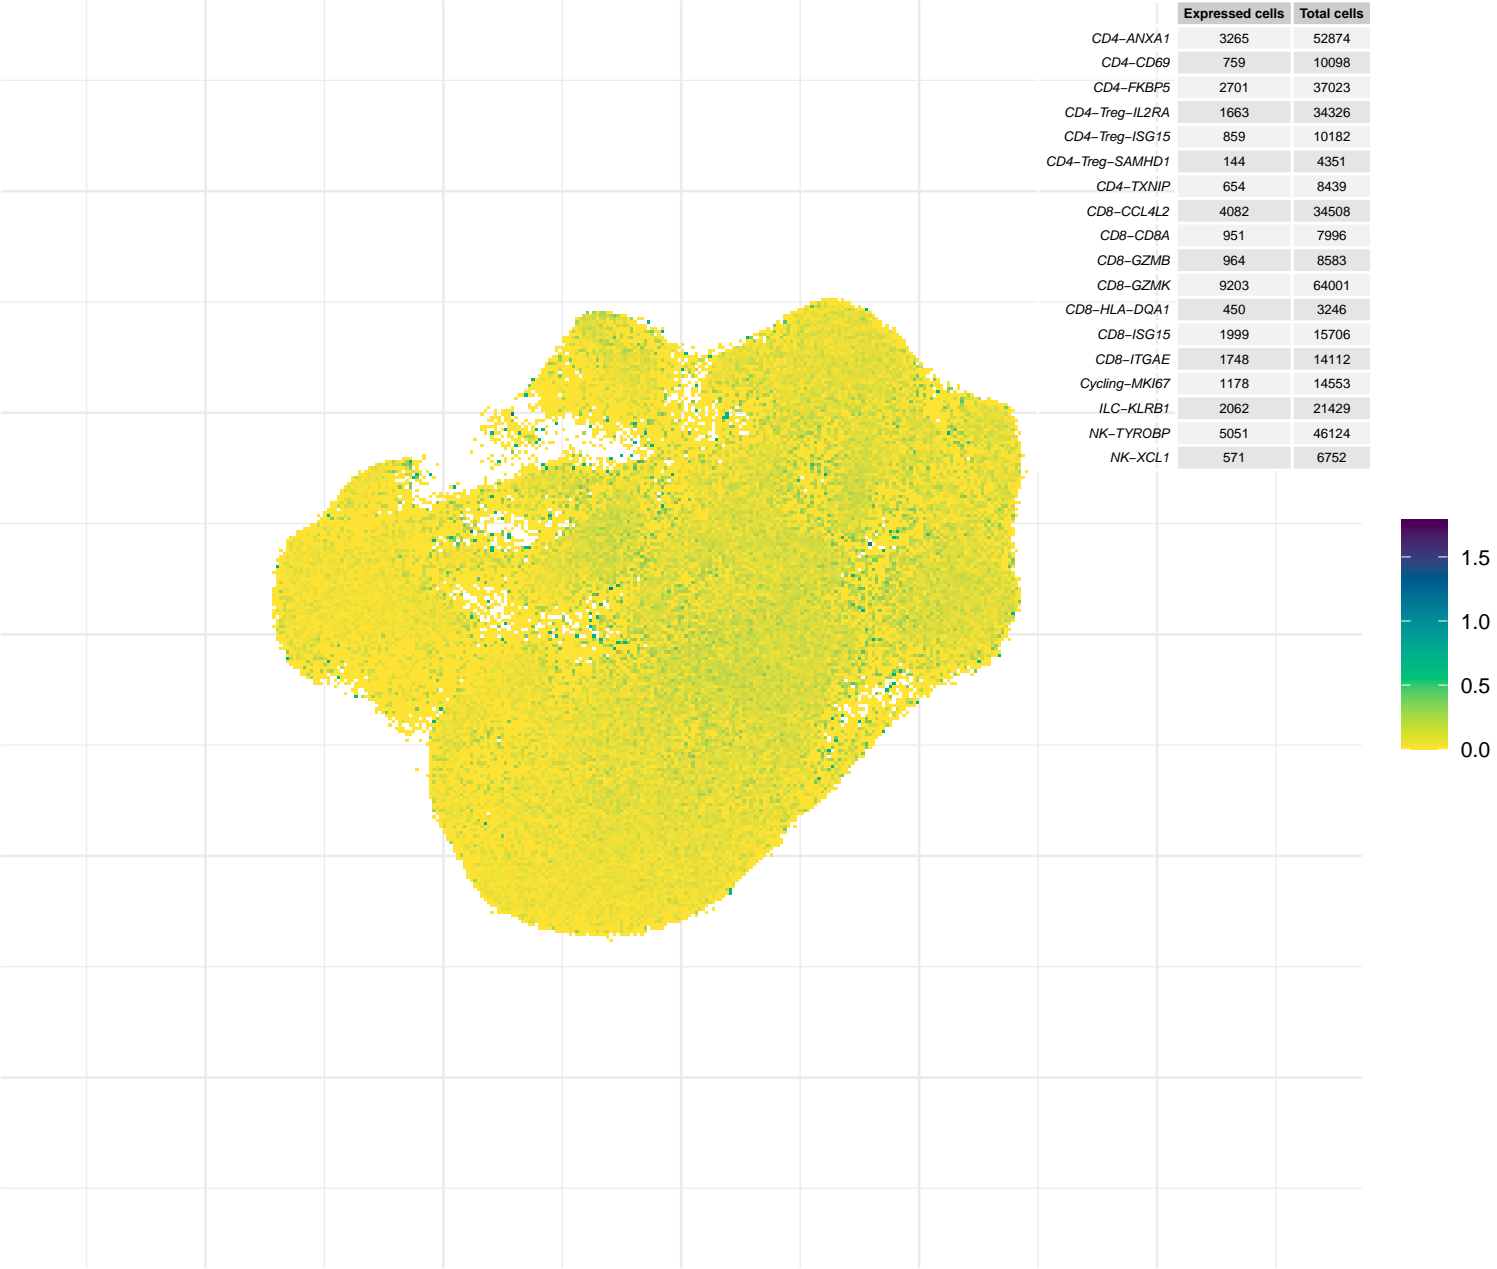 Expressed cells Total cells
CD4−ANXA1 3265 52874
CD4−CD69 759 10098
CD4−FKBP5 2701 37023
CD4−Treg−IL2RA 1663 34326
CD4−Treg−ISG15 859 10182
CD4−Treg−SAMHD1 144 4351
CD4−TXNIP 654 8439
CD8−CCL4L2 4082 34508
CD8−CD8A 951 7996
CD8−GZMB 964 8583
CD8−GZMK 9203 64001
CD8−HLA−DQA1 450 3246
CD8−ISG15 1999 15706
CD8−ITGAE 1748 14112
Cycling−MKI67 1178 14553
ILC−KLRB1 2062 21429
NK−TYROBP 5051 46124
NK−XCL1 571 6752
1.5
1.0
0.5
0.0